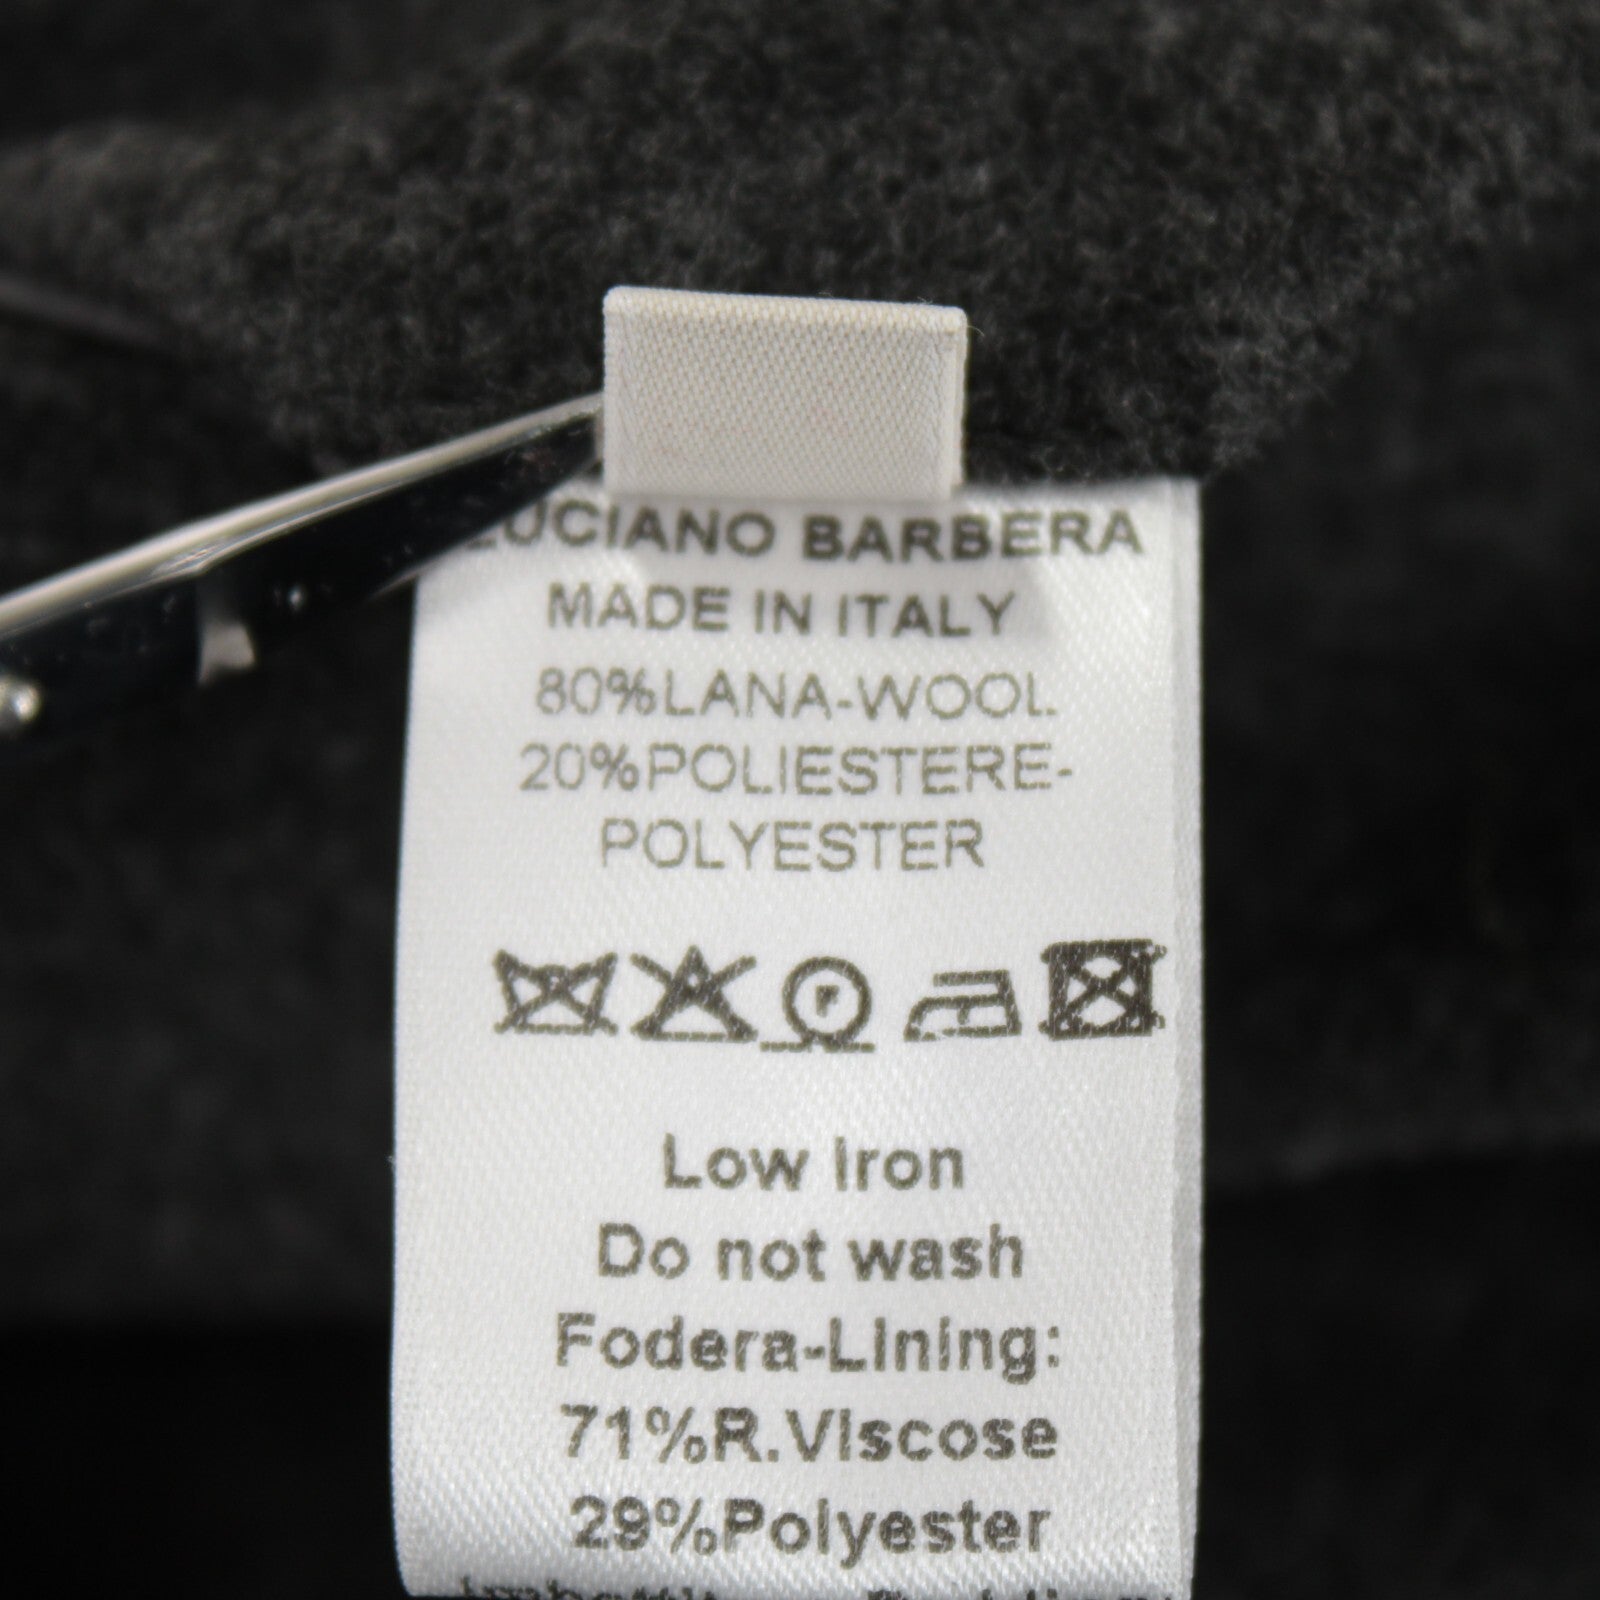 LUCIANO BARBERA
MADE IN ITALY
80%LANA-WOOL
20%POLIESTERE-
POLYESTER
F
Low Iron
Do not wash
Fodera-Lining:
71%R.Viscose
29%Polyester